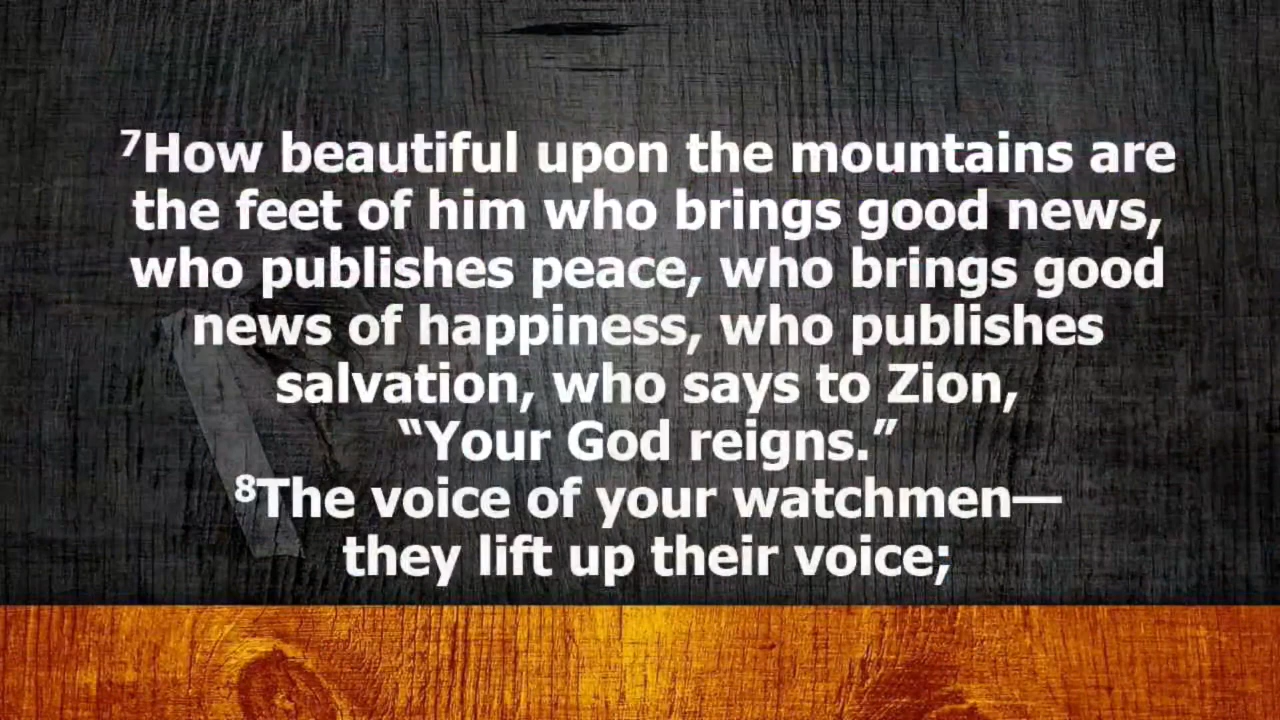 ⁷How beautiful upon the mountains are
the feet of him who brings good news,
who publishes peace, who brings good
news of happiness, who publishes
salvation, who says to Zion,
“Your God reigns.”
⁸The voice of your watchmen—
they lift up their voice;